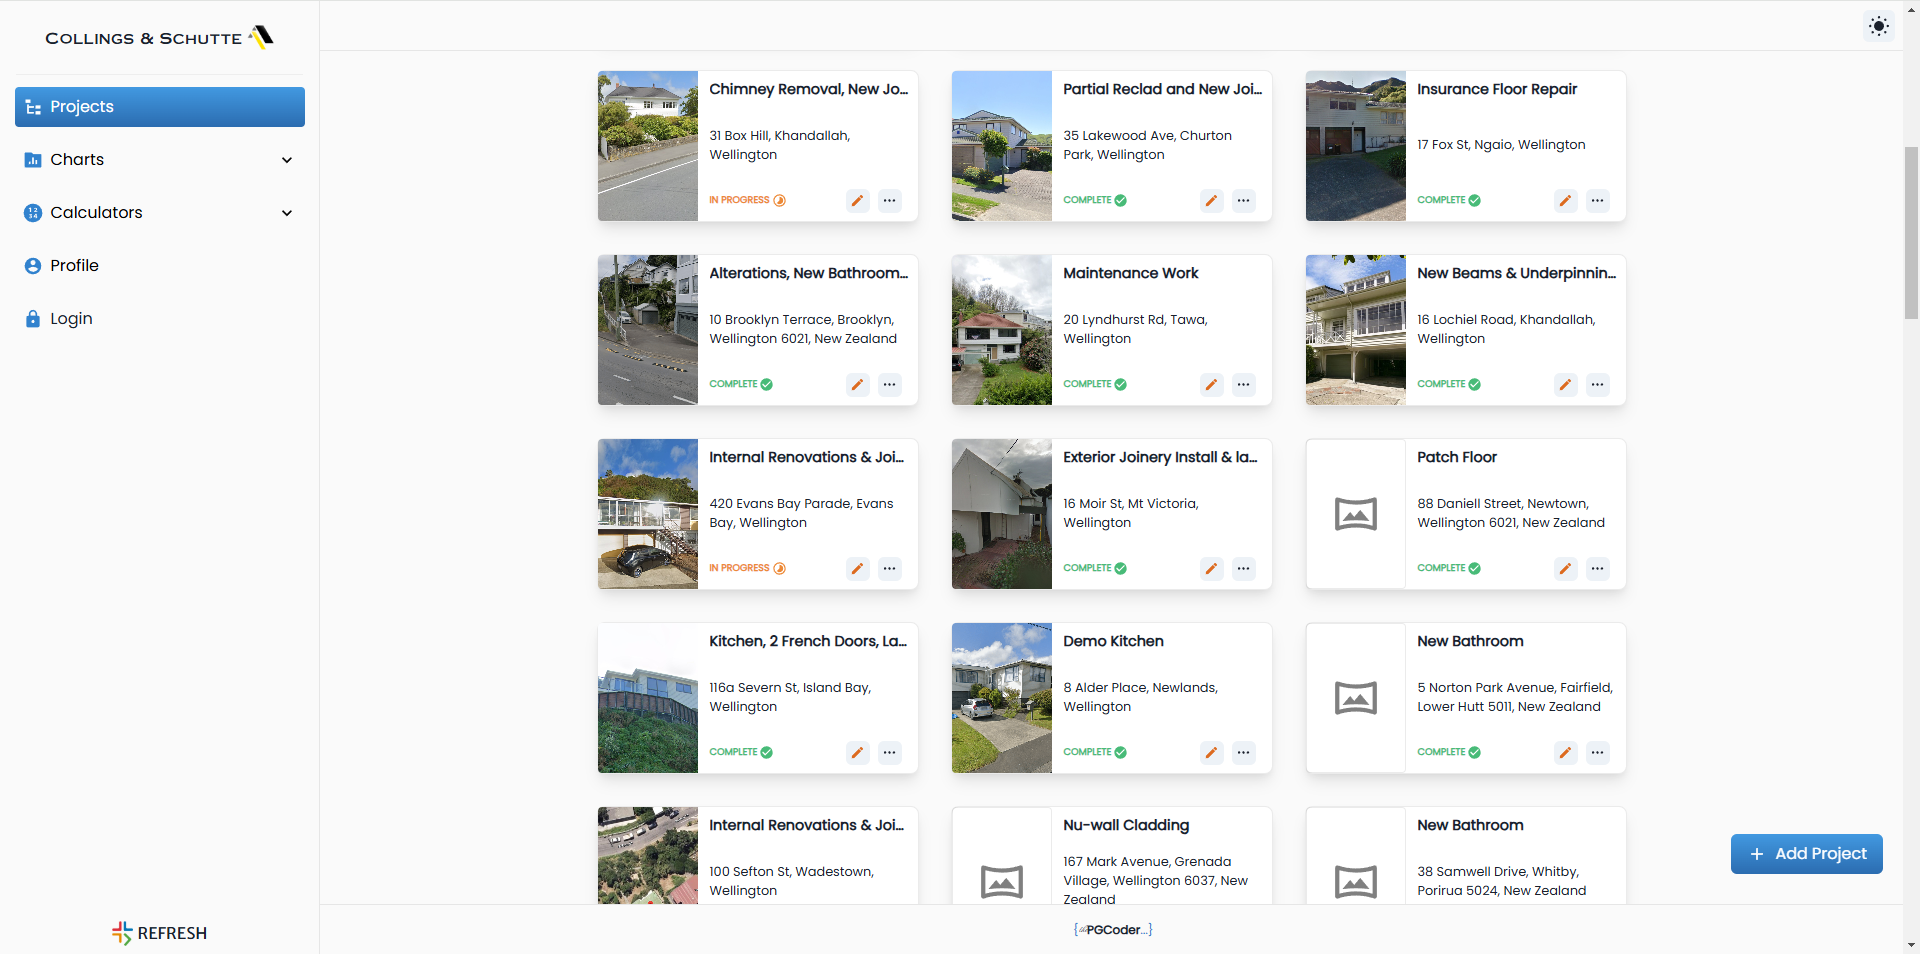 COLLINGS & SCHUTTE
Projects
Charts
Calculators
Profile
Login
REFRESH
Chimney Removal, New Jo...
31 Box Hill, Khandallah,
Wellington
IN PROGRESS
Partial Reclad and New Joi...
35 Lakewood Ave, Churton
Park, Wellington
COMPLETE
Insurance Floor Repair
17 Fox St, Ngaio, Wellington
COMPLETE
Alterations, New Bathroom...
10 Brooklyn Terrace, Brooklyn,
Wellington 6021, New Zealand
COMPLETE
Maintenance Work
20 Lyndhurst Rd, Tawa,
Wellington
COMPLETE
New Beams & Underpinnin...
16 Lochiel Road, Khandallah,
Wellington
COMPLETE
Internal Renovations & Joi...
420 Evans Bay Parade, Evans
Bay, Wellington
IN PROGRESS
Exterior Joinery Install & la...
16 Moir St, Mt Victoria,
Wellington
COMPLETE
Patch Floor
88 Daniell Street, Newtown,
Wellington 6021, New Zealand
COMPLETE
Kitchen, 2 French Doors, La...
116a Severn St, Island Bay,
Wellington
COMPLETE
Demo Kitchen
8 Alder Place, Newlands,
Wellington
COMPLETE
New Bathroom
5 Norton Park Avenue, Fairfield,
Lower Hutt 5011, New Zealand
COMPLETE
Internal Renovations & Joi...
100 Sefton St, Wadestown,
Wellington
Nu-wall Cladding
167 Mark Avenue, Grenada
Village, Wellington 6037, New
Zealand
New Bathroom
38 Samwell Drive, Whitby,
Porirua 5024, New Zealand
+ Add Project
PGCoder...}